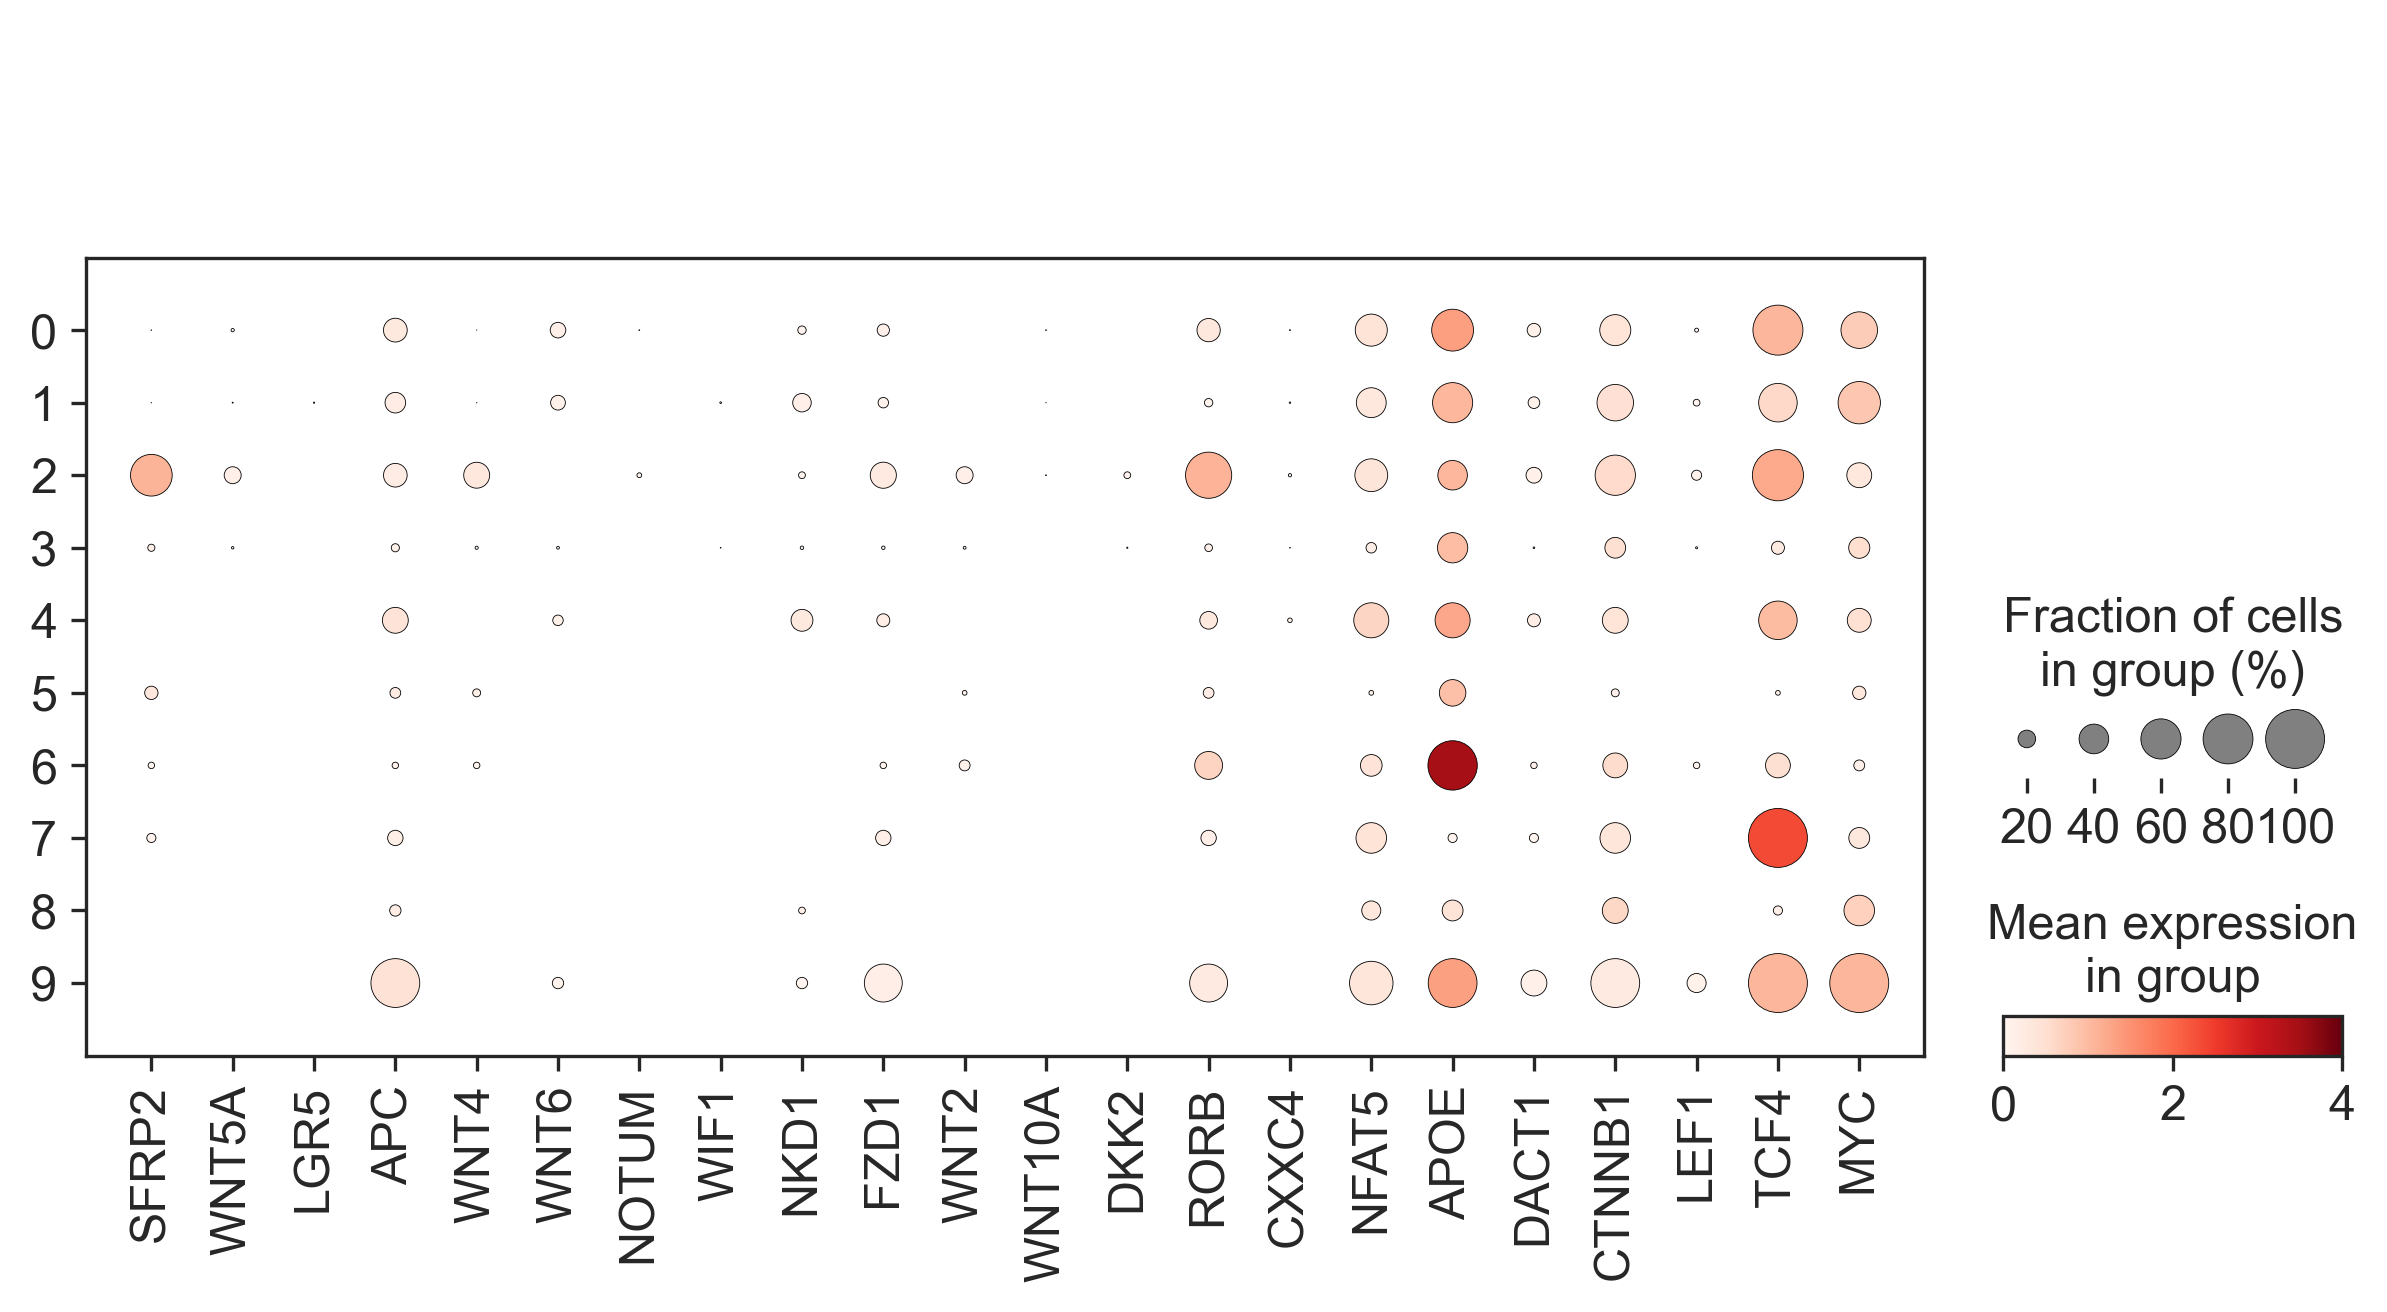 0
1
2
3
4
5
6
7
8
9
SFRP2
WNT5A
LGR5
APC
WNT4
WNT6
NOTUM
WIF1
NKD1
FZD1
WNT2
WNT10A
DKK2
RORB
CXXC4
NFAT5
APOE
DACT1
CTNNB1
LEF1
TCF4
MYC
Fraction of cells
in group (%)
20 40 60 80 100
Mean expression
in group
0 2 4